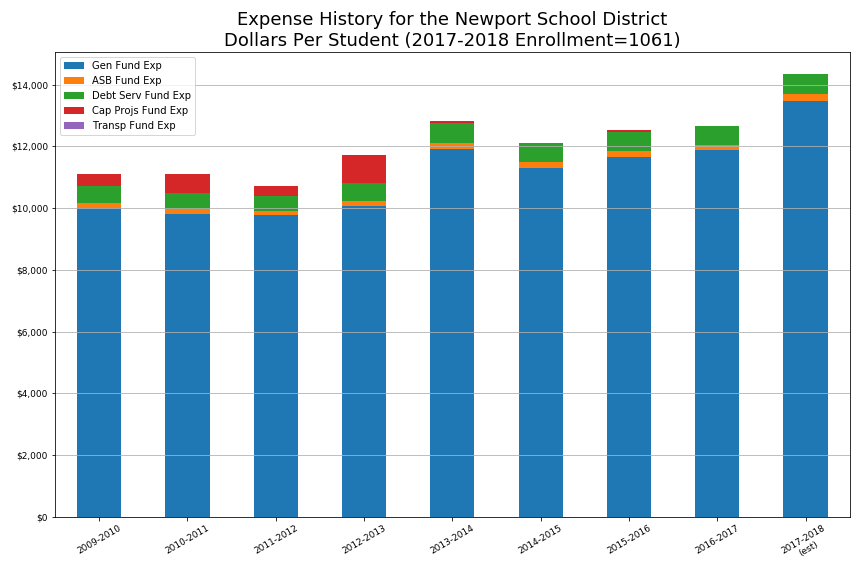 Expense History for the Newport School District
Dollars Per Student (2017-2018 Enrollment=1061)
Gen Fund Exp
ASB Fund Exp
Debt Serv Fund Exp
Cap Projs Fund Exp
Transp Fund Exp
$14,000
$12,000
$10,000
$8,000
$6,000
$4,000
$2,000
$0
2009-2010
2010-2011
2011-2012
2012-2013
2013-2014
2014-2015
2015-2016
2016-2017
2017-2018
(est)